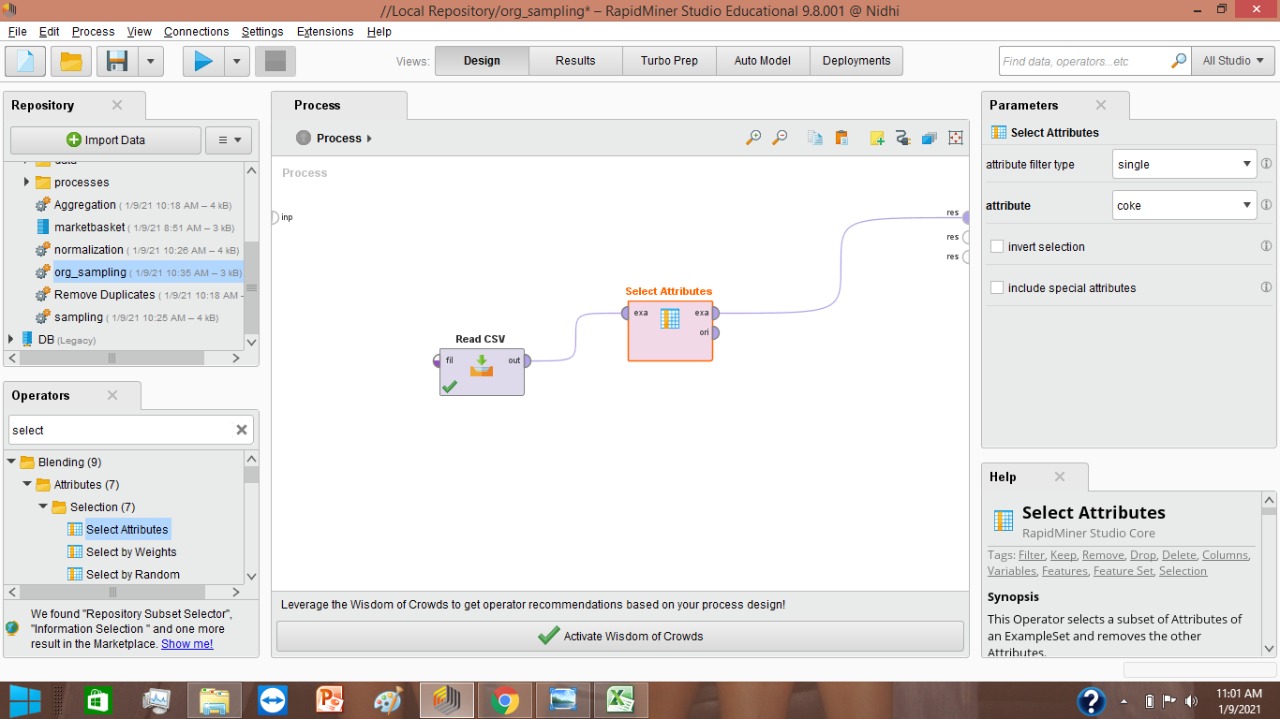 //Local Repository/org_sampling* – RapidMiner Studio Educational 9.8.001 @ Nidhi
File Edit Process View Connections Settings Extensions Help
Views: Design Results Turbo Prep Auto Model Deployments Find data, operators...etc All Studio
Repository
Import Data
data
processes
Aggregation (1/9/21 10:18 AM – 4 kB)
marketbasket (1/9/21 8:51 AM – 3 kB)
normalization (1/9/21 10:26 AM – 4 kB)
org_sampling (1/9/21 10:35 AM – 3 kB)
Remove Duplicates (1/9/21 10:18 AM -
sampling (1/9/21 10:25 AM – 4 kB)
DB (Legacy)
Operators
select
Blending (9)
Attributes (7)
Selection (7)
Select Attributes
Select by Weights
Select by Random
We found "Repository Subset Selector",
"Information Selection " and one more
result in the Marketplace. Show me!
Process
Process
Process
inp
res
res
res
Select Attributes
exa exa
ori
Read CSV
fil out
Leverage the Wisdom of Crowds to get operator recommendations based on your process design!
Activate Wisdom of Crowds
Parameters
Select Attributes
attribute filter type single
attribute coke
invert selection
include special attributes
Help
Select Attributes
RapidMiner Studio Core
Tags: Filter, Keep, Remove, Drop, Delete, Columns,
Variables, Features, Feature Set, Selection
Synopsis
This Operator selects a subset of Attributes of
an ExampleSet and removes the other
Attributes.
11:01 AM
1/9/2021